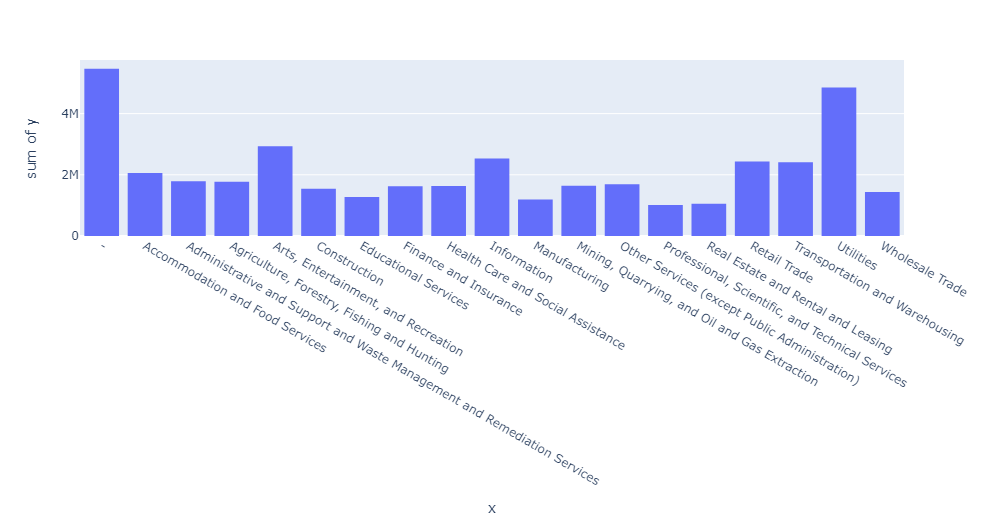 sum of y
4M
2M
0
-
Accommodation and Food Services
Administrative and Support and Waste Management and Remediation Services
Agriculture, Forestry, Fishing and Hunting
Arts, Entertainment, and Recreation
Construction
Educational Services
Finance and Insurance
Health Care and Social Assistance
Information
Manufacturing
Mining, Quarrying, and Oil and Gas Extraction
Other Services (except Public Administration)
Professional, Scientific, and Technical Services
Real Estate and Rental and Leasing
Retail Trade
Transportation and Warehousing
Utilities
Wholesale Trade
x